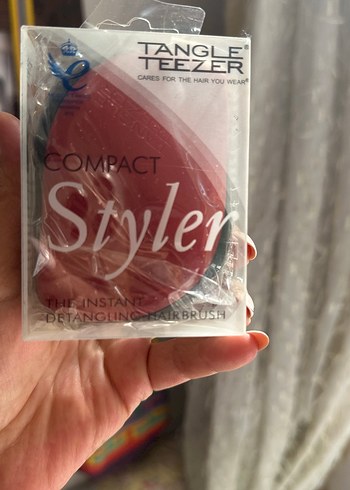 TANGLE
TEEZER®
CARES FOR THE HAIR YOU WEAR®
COMPACT
Styler
THE INSTANT
DETANGLING HAIRBRUSH